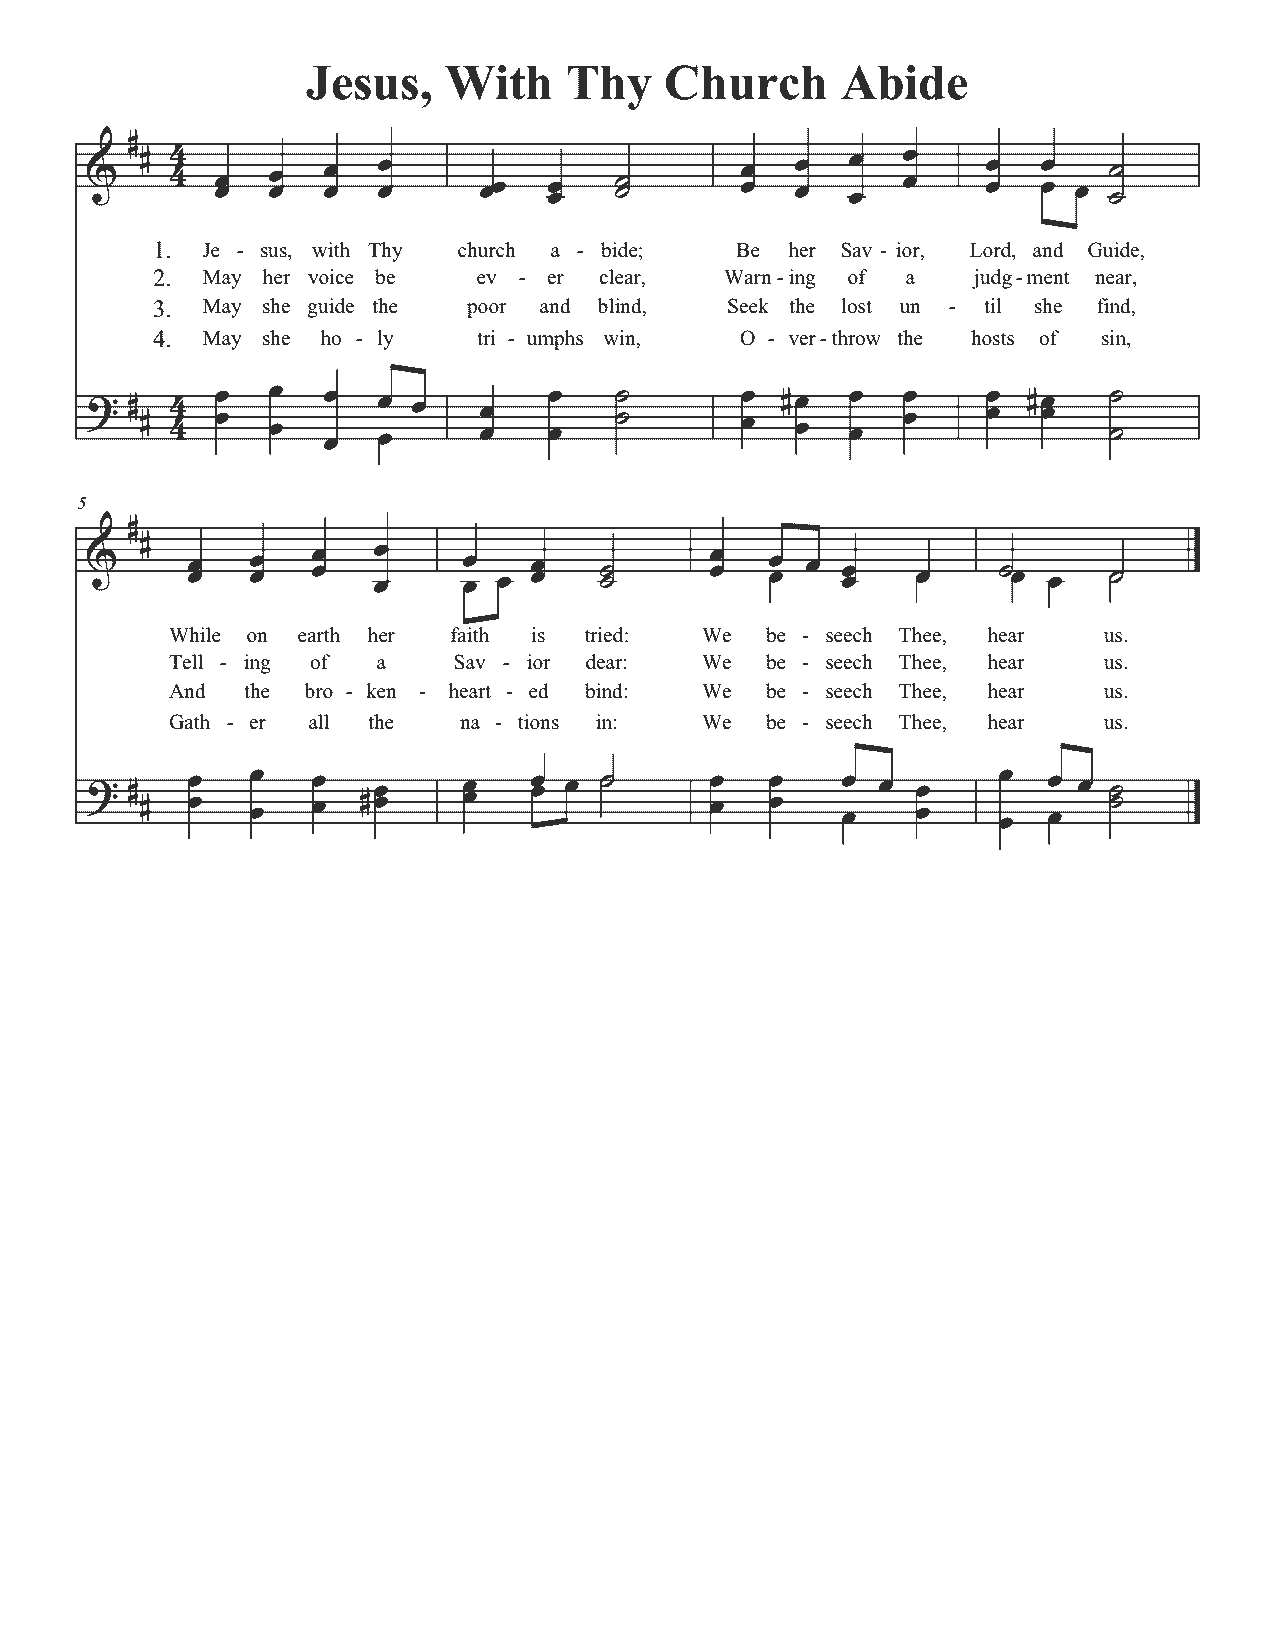 Jesus, With Thy Church Abide
4
4
1. Je - sus, with Thy church a - bide; Be her Sav - ior, Lord, and Guide,
2. May her voice be ev - er clear, Warn - ing of a judg - ment near,
3. May she guide the poor and blind, Seek the lost un - til she find,
4. May she ho - ly tri - umphs win, O - ver - throw the hosts of sin,
4
4
5
While on earth her faith is tried: We be - seech Thee, hear us.
Tell - ing of a Sav - ior dear: We be - seech Thee, hear us.
And the bro - ken - heart - ed bind: We be - seech Thee, hear us.
Gath - er all the na - tions in: We be - seech Thee, hear us.